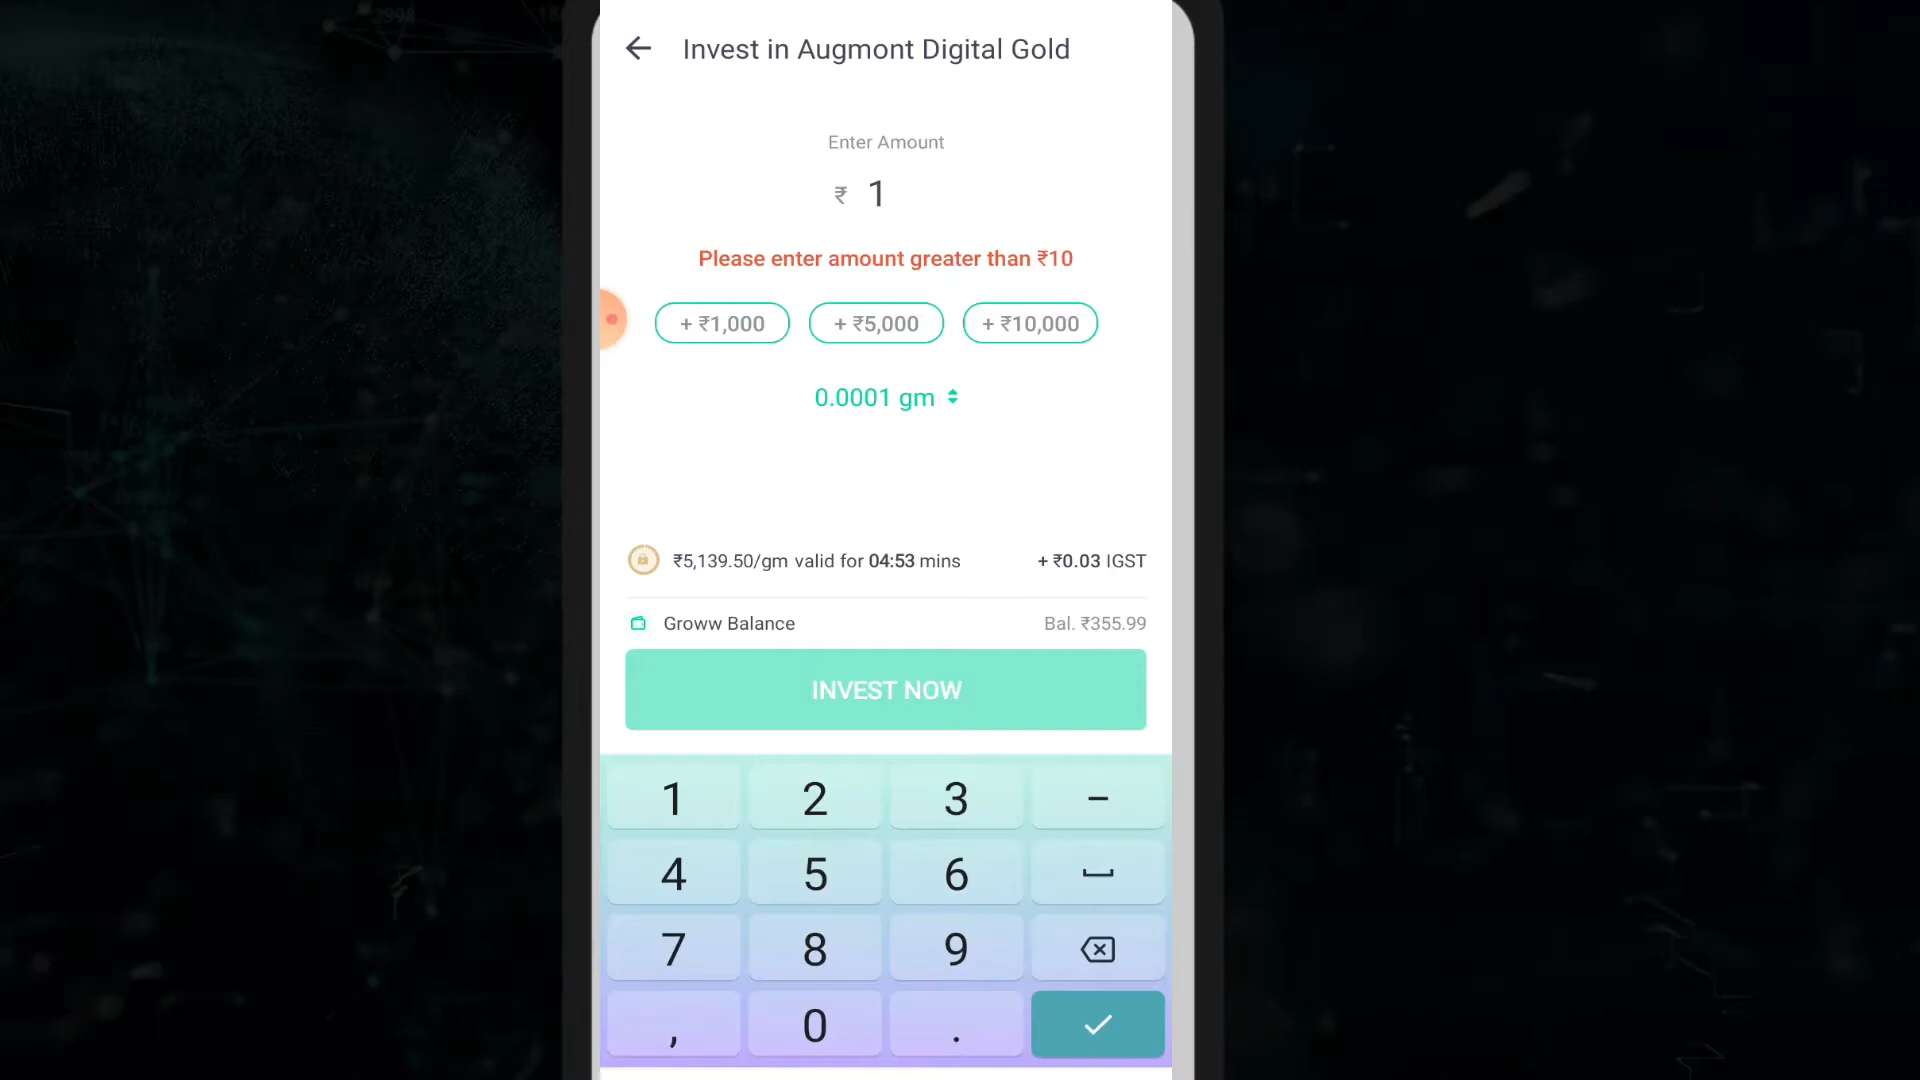 Invest in Augmont Digital Gold
Enter Amount
₹ 1
Please enter amount greater than ₹10
+ ₹1,000 + ₹5,000 + ₹10,000
0.0001 gm
₹5,139.50/gm valid for 04:53 mins + ₹0.03 IGST
Groww Balance Bal. ₹355.99
INVEST NOW
1 2 3 −
4 5 6
7 8 9
, 0 .